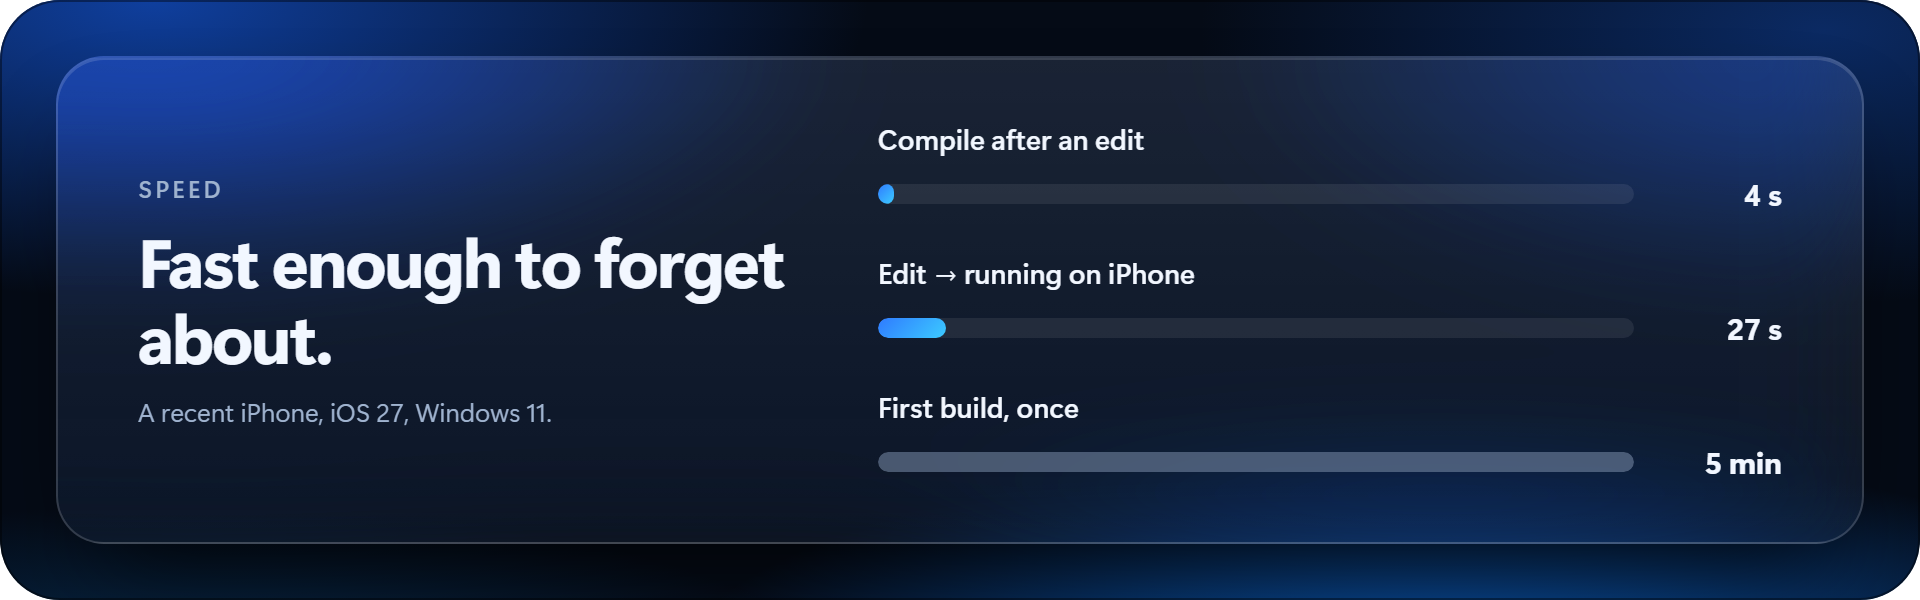 SPEED
Fast enough to forget
about.
A recent iPhone, iOS 27, Windows 11.
Compile after an edit
4 s
Edit → running on iPhone
27 s
First build, once
5 min